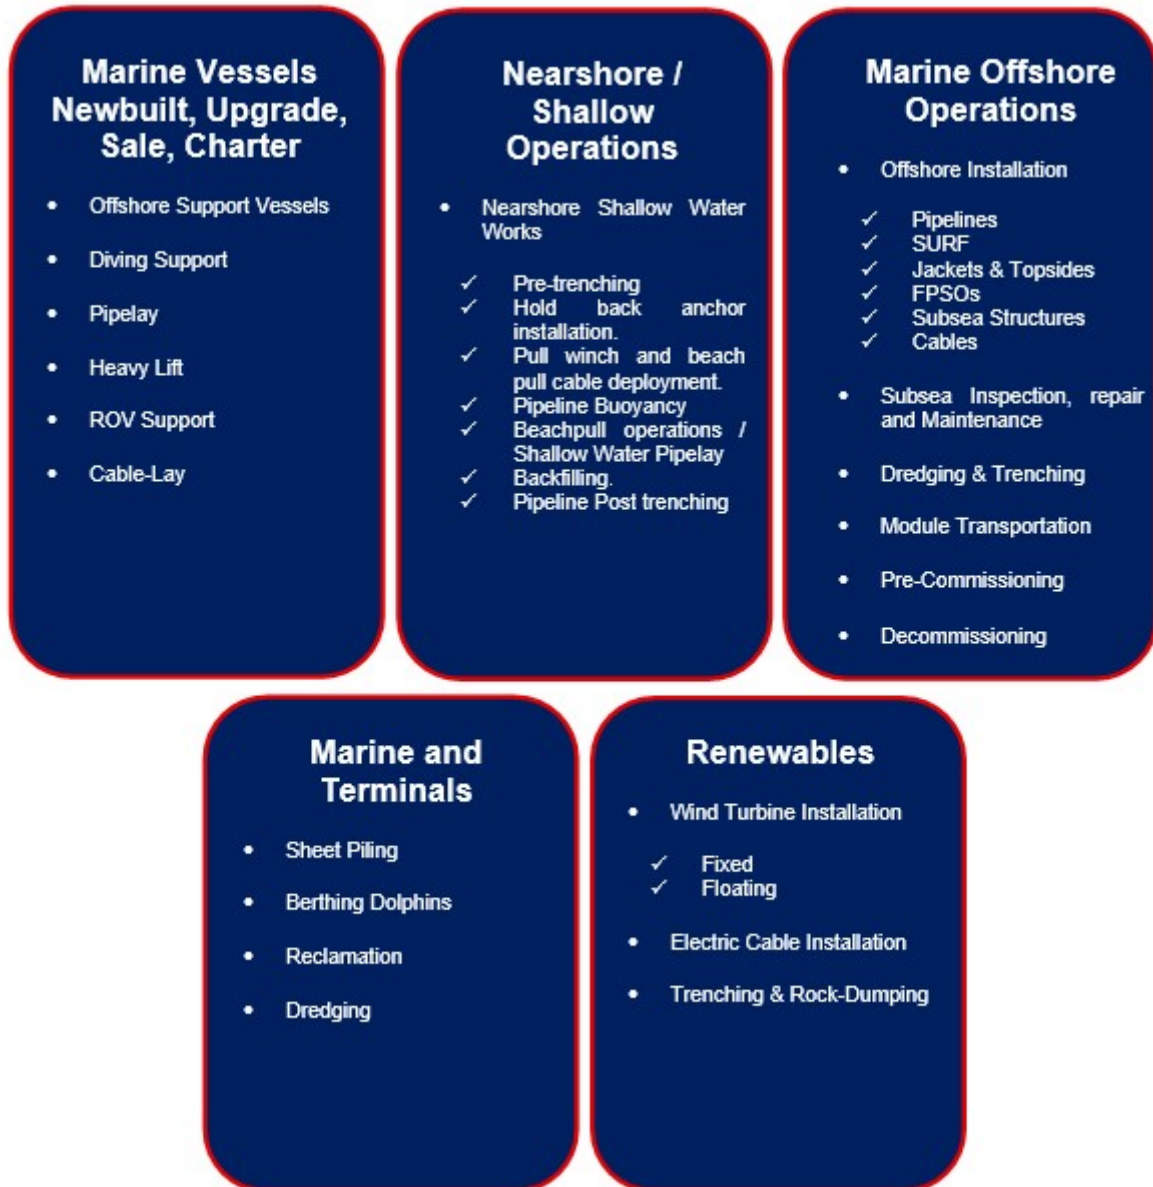 Marine Vessels
Newbuilt, Upgrade,
Sale, Charter
• Offshore Support Vessels
• Diving Support
• Pipelay
• Heavy Lift
• ROV Support
• Cable-Lay
Nearshore /
Shallow
Operations
• Nearshore Shallow Water
Works
✓ Pre-trenching
✓ Hold back anchor
installation.
✓ Pull winch and beach
pull cable deployment.
✓ Pipeline Buoyancy
✓ Beachpull operations /
Shallow Water Pipelay
✓ Backfilling.
✓ Pipeline Post trenching
Marine Offshore
Operations
• Offshore Installation
✓ Pipelines
✓ SURF
✓ Jackets & Topsides
✓ FPSOs
✓ Subsea Structures
✓ Cables
• Subsea Inspection, repair
and Maintenance
• Dredging & Trenching
• Module Transportation
• Pre-Commissioning
• Decommissioning
Marine and
Terminals
• Sheet Piling
• Berthing Dolphins
• Reclamation
• Dredging
Renewables
• Wind Turbine Installation
✓ Fixed
✓ Floating
• Electric Cable Installation
• Trenching & Rock-Dumping